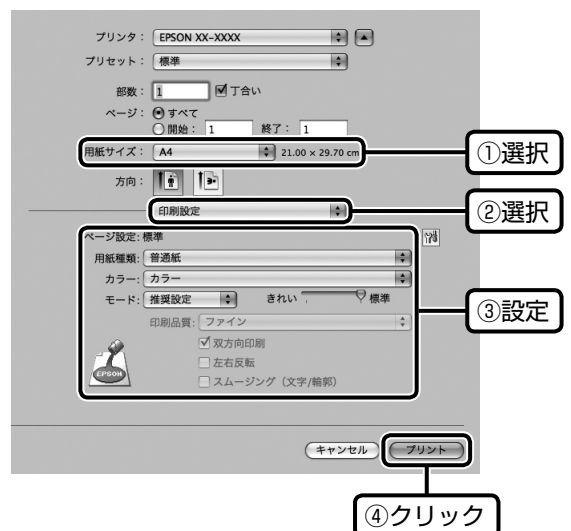 プリンタ： EPSON XX-XXXX
プリセット： 標準
部数： 1 丁合い
ページ： すべて
開始： 1 終了： 1
用紙サイズ： A4 21.00 × 29.70 cm
①選択
方向：
印刷設定
②選択
ページ設定: 標準
用紙種類: 普通紙
カラー: カラー
モード: 推奨設定 きれい 標準
③設定
印刷品質: ファイン
双方向印刷
左右反転
スムージング（文字/輪郭）
EPSON
キャンセル プリント
④クリック